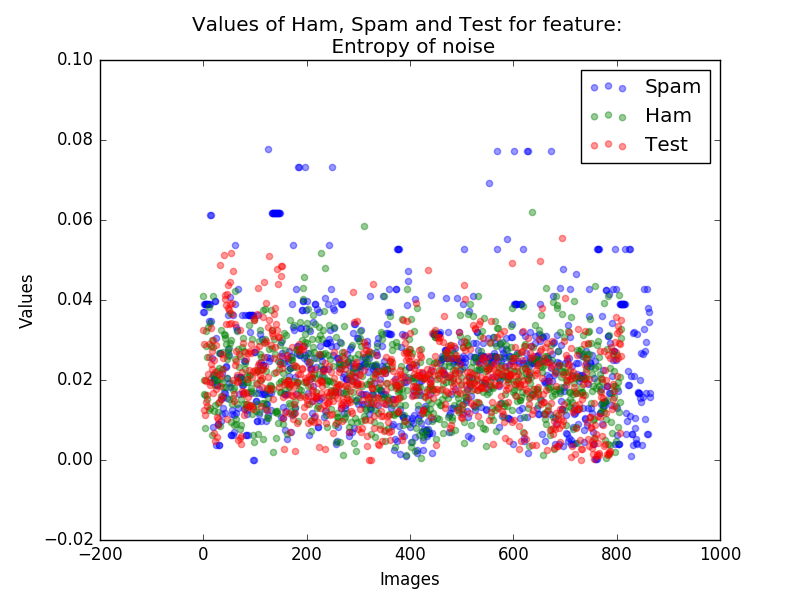 Values of Ham, Spam and Test for feature:
Entropy of noise
Spam
Ham
Test
Values
0.10
0.08
0.06
0.04
0.02
0.00
−0.02
−200
0
200
400
600
800
1000
Images